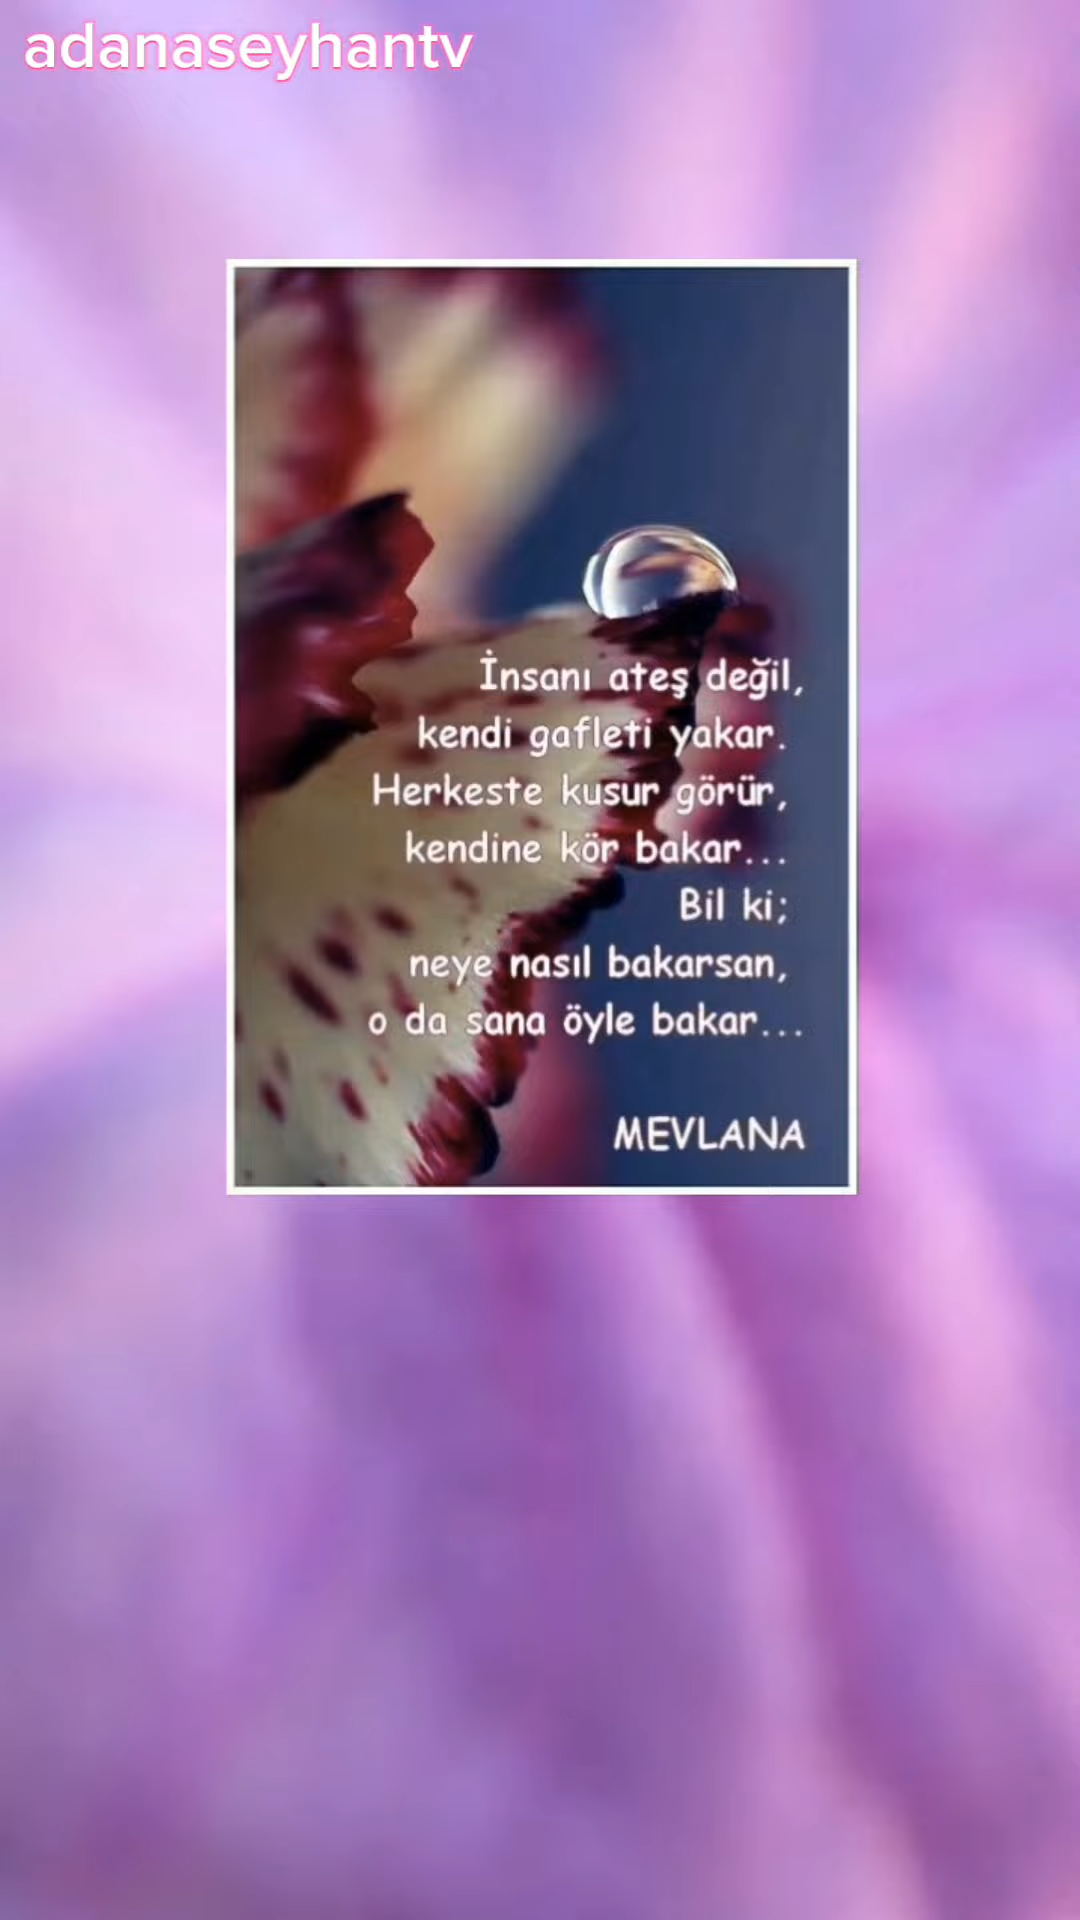 adanaseyhantv
İnsanı ateş değil,
kendi gafleti yakar.
Herkeste kusur görür,
kendine kör bakar...
Bil ki;
neye nasıl bakarsan,
o da sana öyle bakar...
MEVLANA